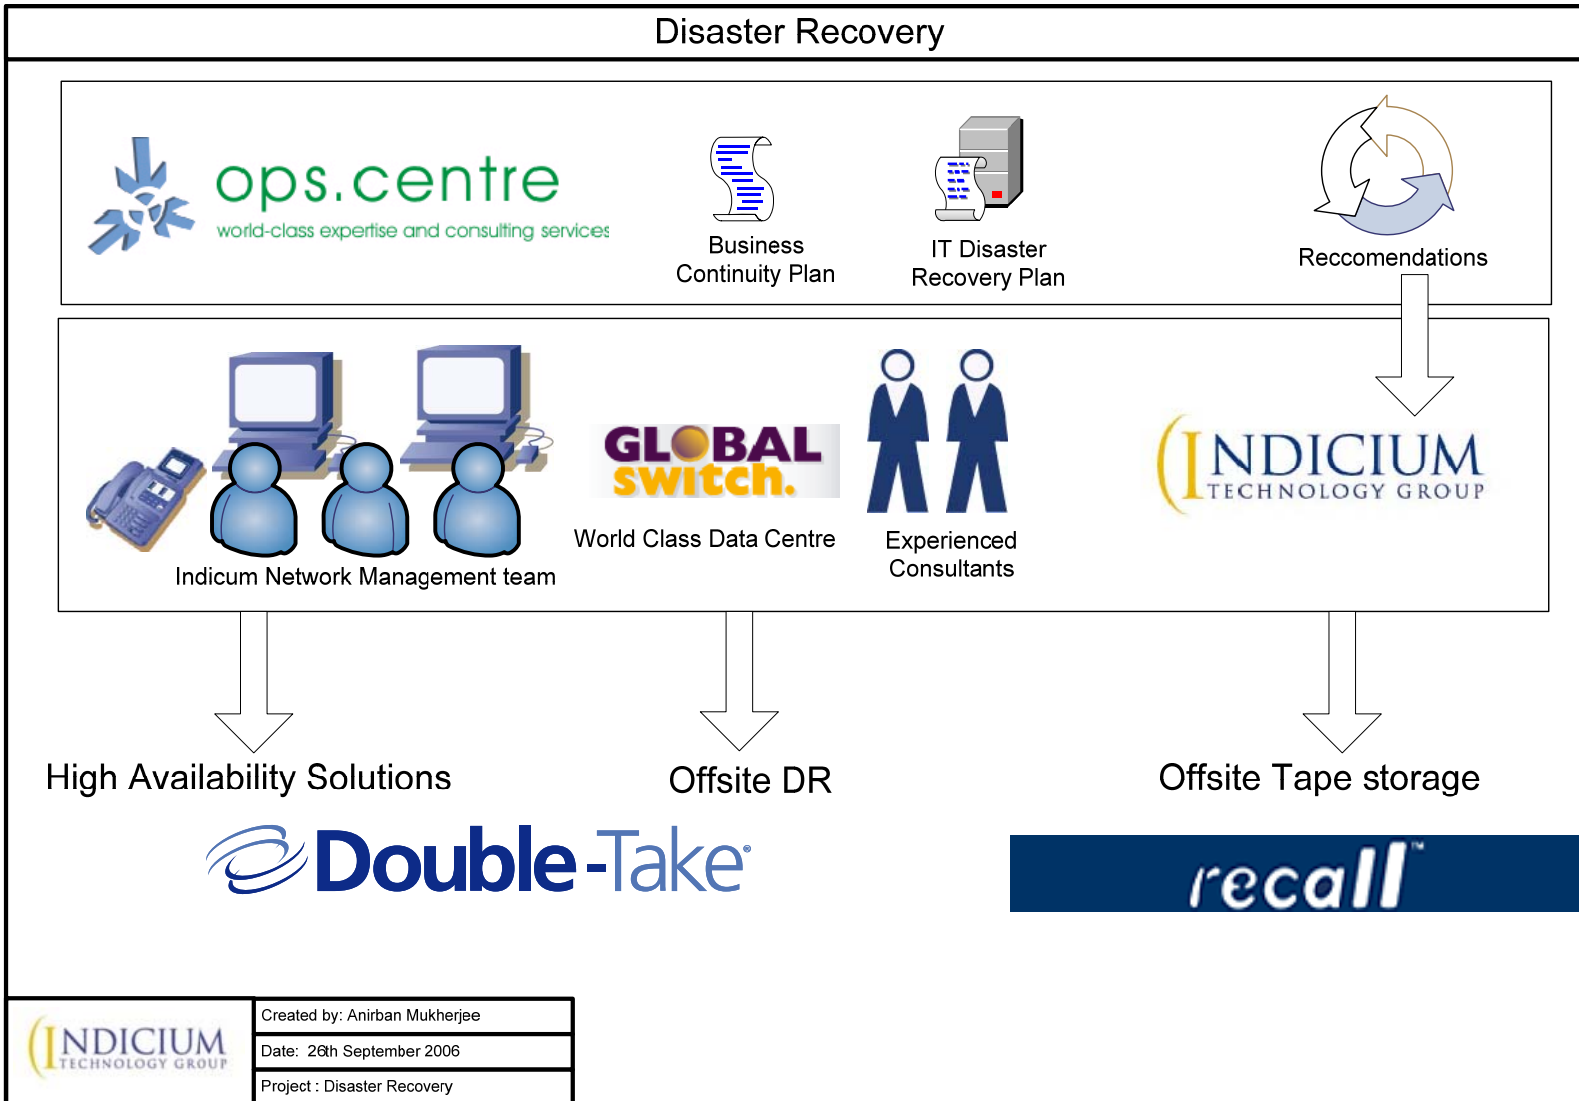 Disaster Recovery
ops.centre
world-class expertise and consulting services
Business
Continuity Plan
IT Disaster
Recovery Plan
Reccomendations
GLOBAL
switch.
World Class Data Centre
Experienced
Consultants
INDICIUM
TECHNOLOGY GROUP
Indicum Network Management team
High Availability Solutions
Offsite DR
Offsite Tape storage
Double-Take®
recall™
INDICIUM
TECHNOLOGY GROUP
Created by: Anirban Mukherjee
Date: 26th September 2006
Project : Disaster Recovery